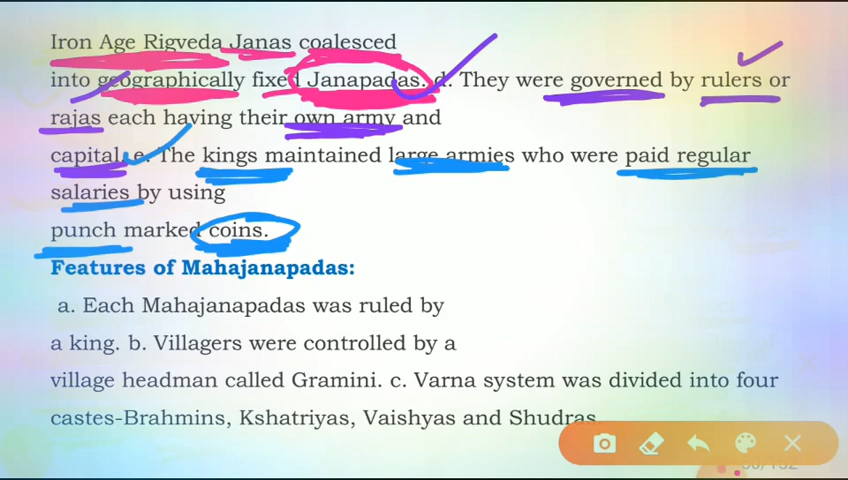 Iron Age Rigveda Janas coalesced
into geographically fixed Janapadas. d. They were governed by rulers or
rajas each having their own army and
capital. e. The kings maintained large armies who were paid regular
salaries by using
punch marked coins.
Features of Mahajanapadas:
a. Each Mahajanapadas was ruled by
a king. b. Villagers were controlled by a
village headman called Gramini. c. Varna system was divided into four
castes-Brahmins, Kshatriyas, Vaishyas and Shudras.